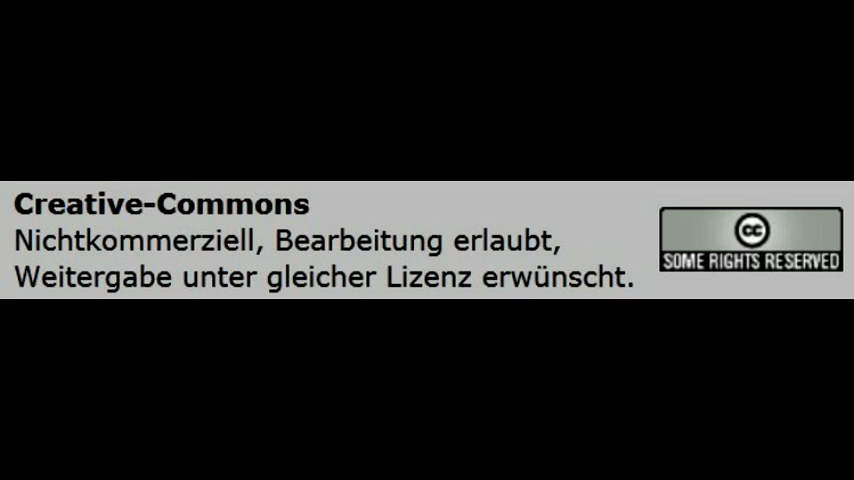 Creative-Commons
Nichtkommerziell, Bearbeitung erlaubt,
Weitergabe unter gleicher Lizenz erwünscht.
cc
SOME RIGHTS RESERVED